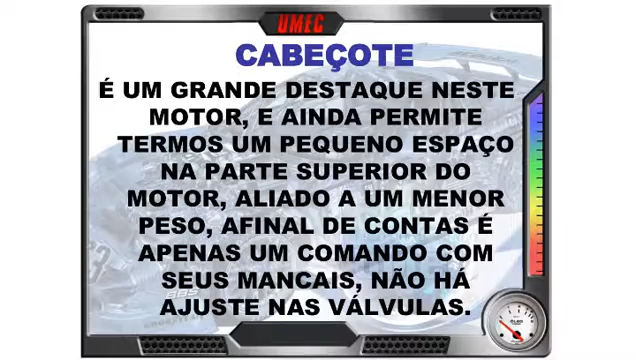 UMEC
CABEÇOTE
É UM GRANDE DESTAQUE NESTE
MOTOR, E AINDA PERMITE
TERMOS UM PEQUENO ESPAÇO
NA PARTE SUPERIOR DO
MOTOR, ALIADO A UM MENOR
PESO, AFINAL DE CONTAS É
APENAS UM COMANDO COM
SEUS MANCAIS, NÃO HÁ
AJUSTE NAS VÁLVULAS.